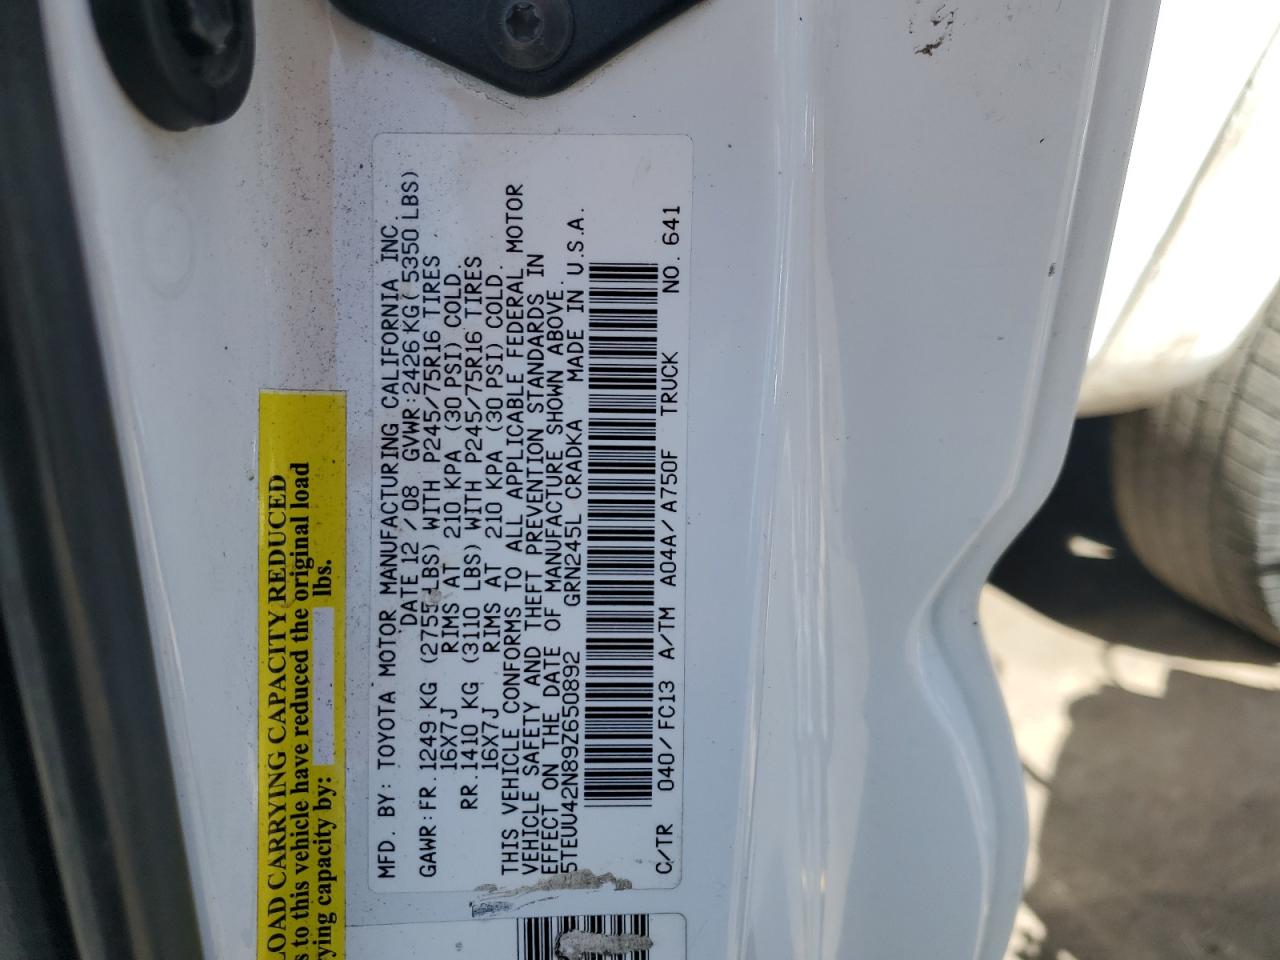 LOAD CARRYING CAPACITY REDUCED
to this vehicle have reduced the original load
capacity by: lbs.
MFD. BY: TOYOTA MOTOR MANUFACTURING CALIFORNIA INC.
DATE 12/08 GVWR:2426KG( 5350 LBS)
GAWR:FR.1249 KG (2755 LBS) WITH P245/75R16 TIRES
16X7J RIMS AT 210 KPA (30 PSI) COLD
RR.1410 KG (3110 LBS) WITH P245/75R16 TIRES
16X7J RIMS AT 210 KPA (30 PSI) COLD.
THIS VEHICLE CONFORMS TO ALL APPLICABLE FEDERAL MOTOR
VEHICLE SAFETY AND THEFT PREVENTION STANDARDS IN
EFFECT ON THE DATE OF MANUFACTURE SHOWN ABOVE.
5TEUU42N89Z650892 GRN245L CRADKA MADE IN U.S.A.
C/TR 040/FC13 A/TM A04A/A750F TRUCK NO. 641